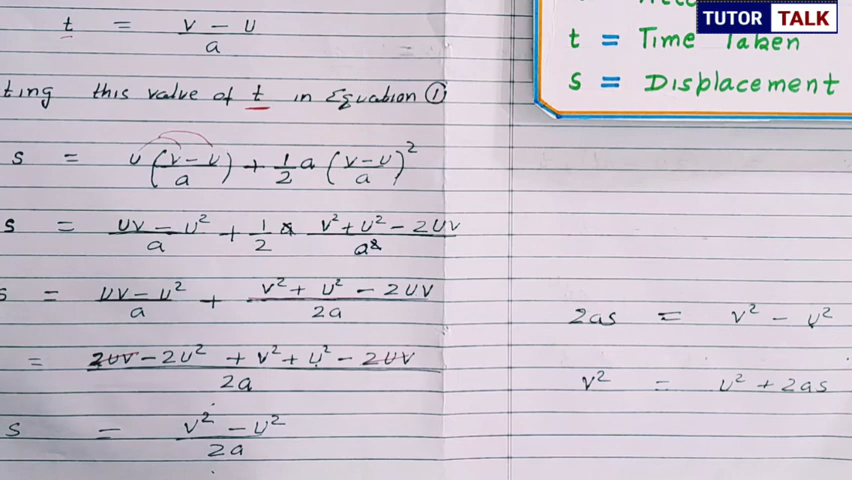 t = v - u / a
ting this value of t in Equation ①
s = u (v - u / a) + 1/2 a (v - u / a)²
s = uv - u² / a + 1/2 a v² + u² - 2uv / a²
s = uv - u² / a + v² + u² - 2uv / 2a
= 2uv - 2u² + v² + u² - 2uv / 2a
s = v² - u² / 2a
TUTOR TALK
t = Time Taken
s = Displacement
2as = v² - u²
v² = u² + 2as